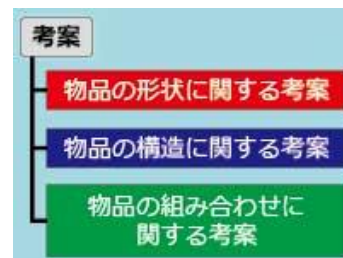 考案
物品の形状に関する考案
物品の構造に関する考案
物品の組み合わせに
関する考案